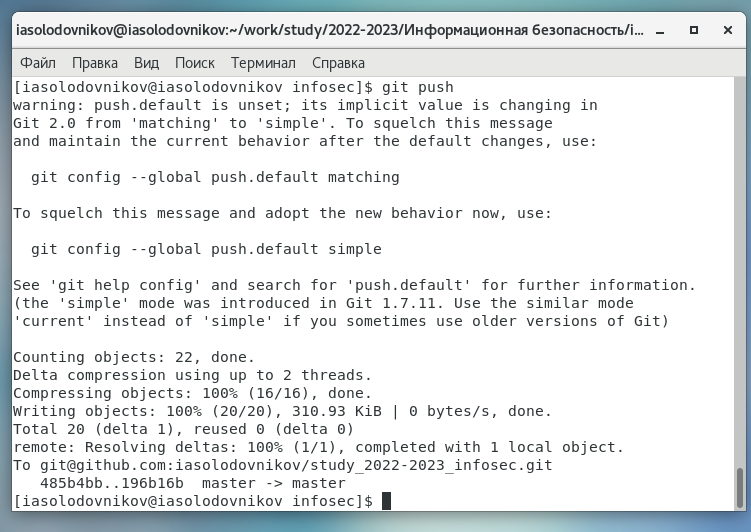 iasolodovnikov@iasolodovnikov:~/work/study/2022-2023/Информационная безопасность/i...
Файл Правка Вид Поиск Терминал Справка
[iasolodovnikov@iasolodovnikov infosec]$ git push
warning: push.default is unset; its implicit value is changing in
Git 2.0 from 'matching' to 'simple'. To squelch this message
and maintain the current behavior after the default changes, use:

  git config --global push.default matching

To squelch this message and adopt the new behavior now, use:

  git config --global push.default simple

See 'git help config' and search for 'push.default' for further information.
(the 'simple' mode was introduced in Git 1.7.11. Use the similar mode
'current' instead of 'simple' if you sometimes use older versions of Git)

Counting objects: 22, done.
Delta compression using up to 2 threads.
Compressing objects: 100% (16/16), done.
Writing objects: 100% (20/20), 310.93 KiB | 0 bytes/s, done.
Total 20 (delta 1), reused 0 (delta 0)
remote: Resolving deltas: 100% (1/1), completed with 1 local object.
To git@github.com:iasolodovnikov/study_2022-2023_infosec.git
   485b4bb..196b16b  master -> master
[iasolodovnikov@iasolodovnikov infosec]$